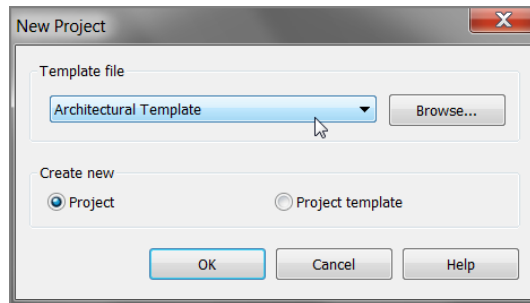 New Project
Template file
Architectural Template
Browse...
Create new
Project
Project template
OK
Cancel
Help